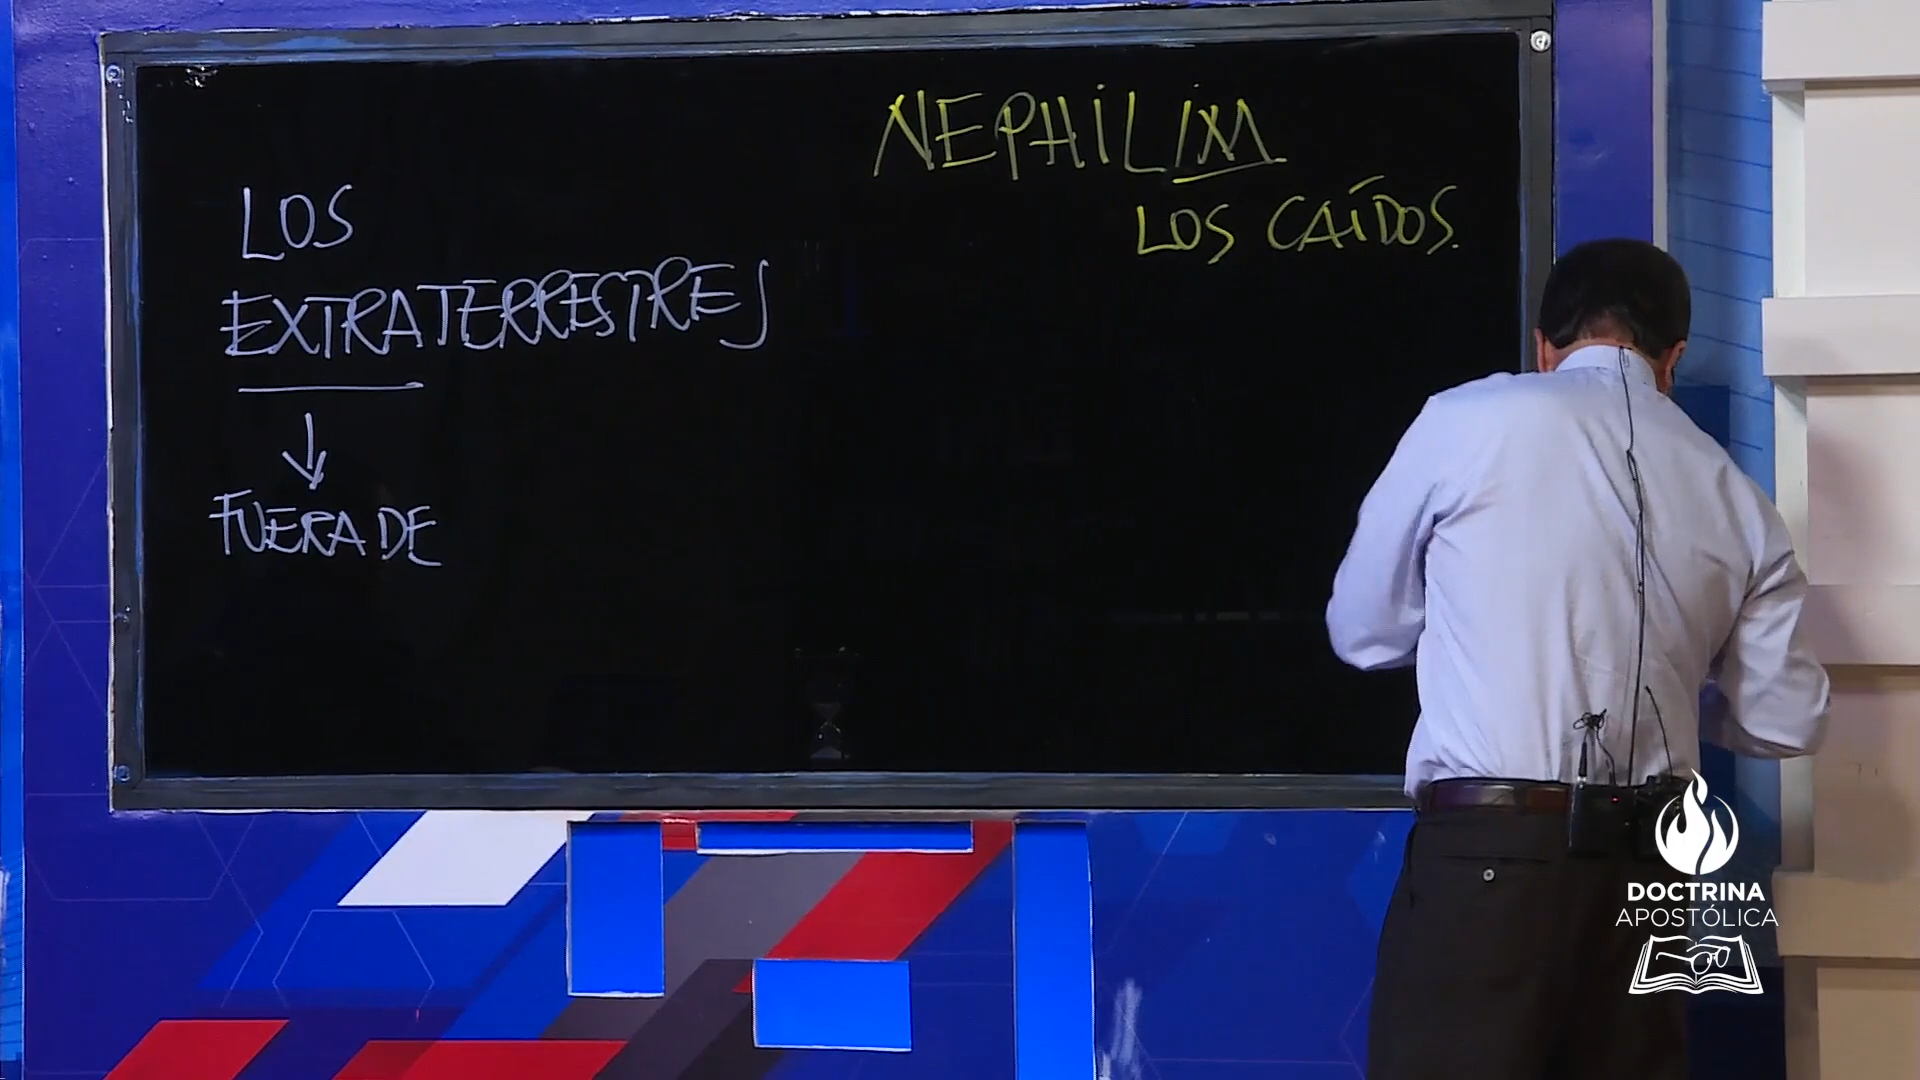 NEPHiLiM
LOS CAÍDOS.
LOS
EXTRATERRESTRES
FUERA DE
DOCTRINA
APOSTÓLICA